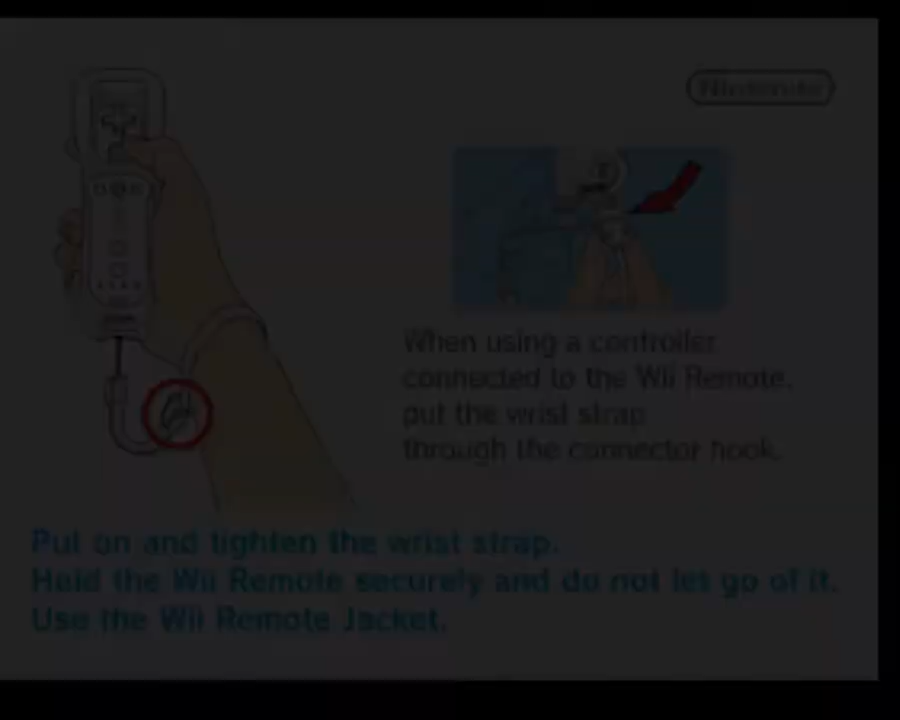 Nintendo
When using a controller
connected to the Wii Remote,
put the wrist strap
through the connector hook.
Put on and tighten the wrist strap.
Hold the Wii Remote securely and do not let go of it.
Use the Wii Remote Jacket.